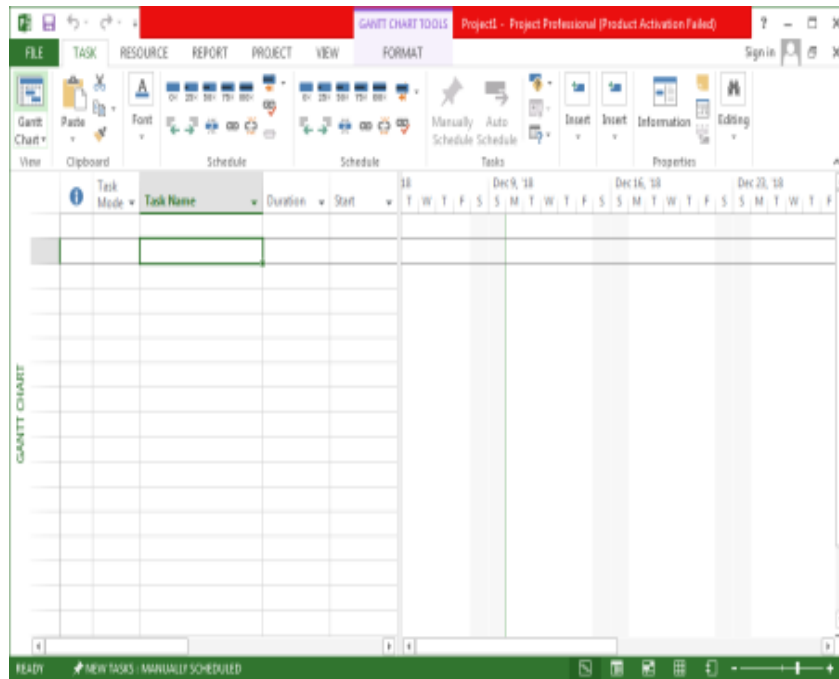 GANTT CHART TOOLS Project1 - Project Professional (Product Activation Failed) ?
FILE TASK RESOURCE REPORT PROJECT VIEW FORMAT Sign in
Gantt Chart Paste Font Manually Schedule Auto Schedule Insert Insert Information Editing
View Clipboard Schedule Schedule Tasks Properties
18 Dec 9, '18 Dec 16, '18 Dec 23, '18
Task Mode Task Name Duration Start T W T F S S M T W T F S S M T W T F S S M T W T F
GANTT CHART
READY NEW TASKS : MANUALLY SCHEDULED